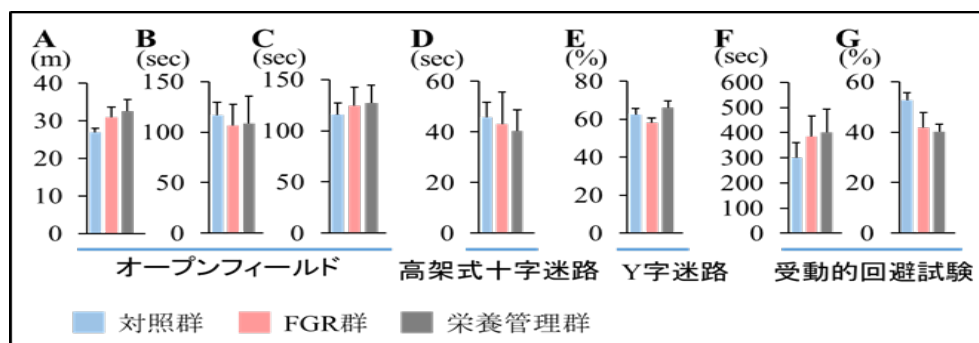 A B C D E F G
(m) (sec) (sec) (sec) (%) (sec) (%)
40 150 150 60 80 600 60
30 100 100 40 60 500 40
20 50 50 20 40 400 20
10 0 0 0 20 300 0
0 0 200
100
0
オープンフィールド 高架式十字迷路 Y字迷路 受動的回避試験
対照群 FGR群 栄養管理群